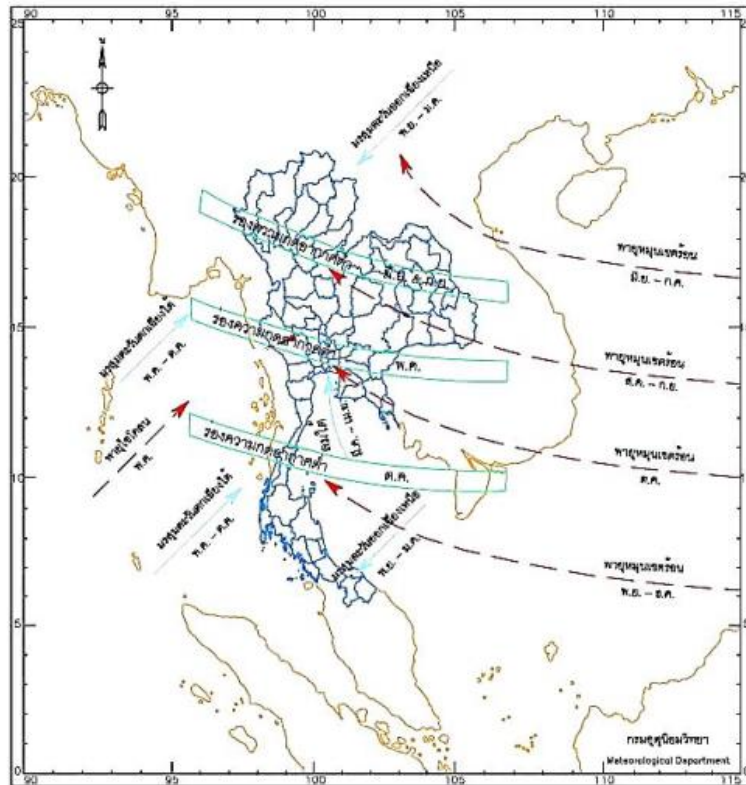 90 95 100 105 110 115
25
20
15
10
5
0
N
มรสุมตะวันออกเฉียงเหนือ
พ.ย. - ม.ค.
ร่องความกดอากาศต่ำ
มิ.ย. & มิ.ย.
พายุหมุนเขตร้อน
มิ.ย. - ก.ค.
มรสุมตะวันตกเฉียงใต้
พ.ค. - ต.ค.
ร่องความกดอากาศต่ำ
พ.ค.
พายุหมุนเขตร้อน
ส.ค. - ก.ย.
พายุไซโคลน
พ.ค.
ร่องความกดอากาศต่ำ
ต.ค.
พายุหมุนเขตร้อน
ต.ค.
มรสุมตะวันตกเฉียงใต้
พ.ค. - ต.ค.
มรสุมตะวันออกเฉียงเหนือ
พ.ย. - ม.ค.
พายุหมุนเขตร้อน
พ.ย. - ธ.ค.
กรมอุตุนิยมวิทยา
Meteorological Department
90 95 100 105 110 115